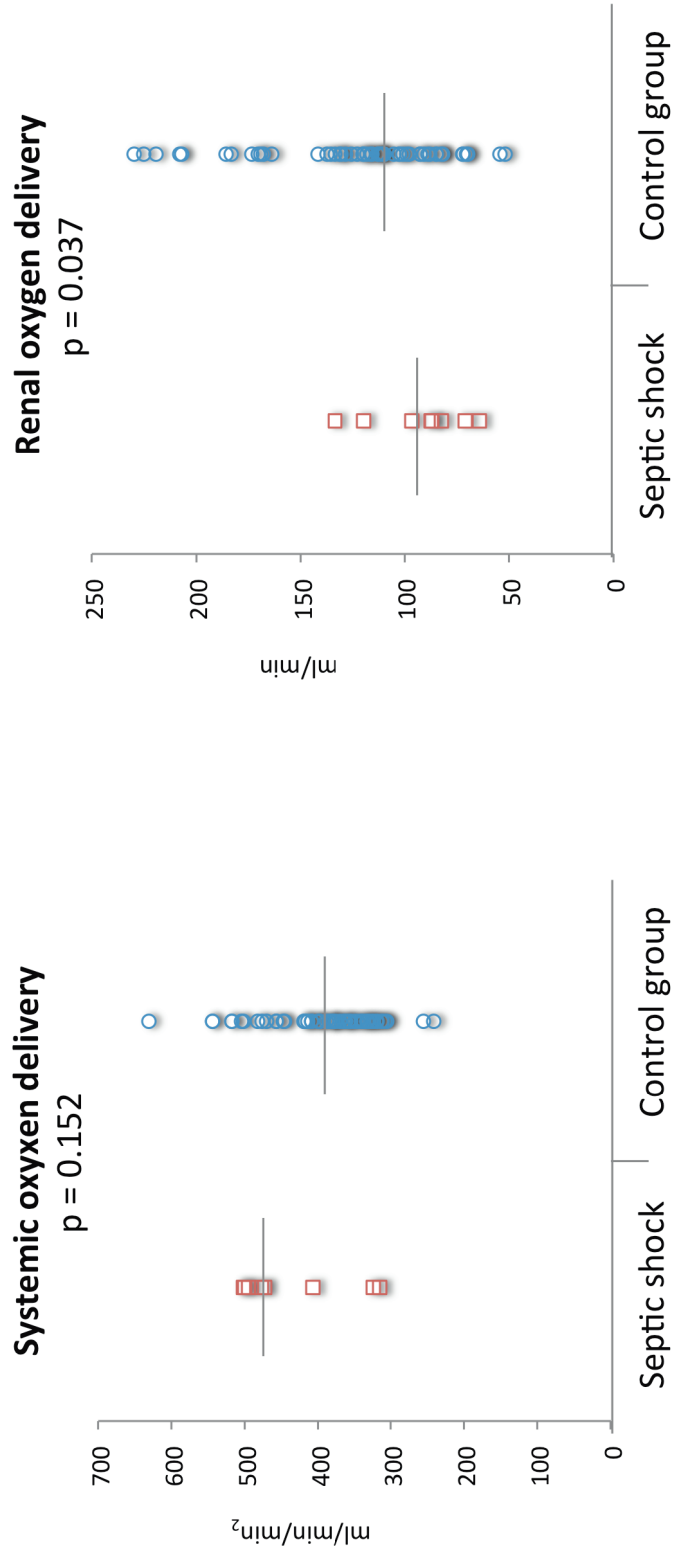 Systemic oxyxen delivery
p = 0.152
ml/min/min2
700
600
500
400
300
200
100
0
Septic shock
Control group
Renal oxygen delivery
p = 0.037
ml/min
250
200
150
100
50
0
Septic shock
Control group